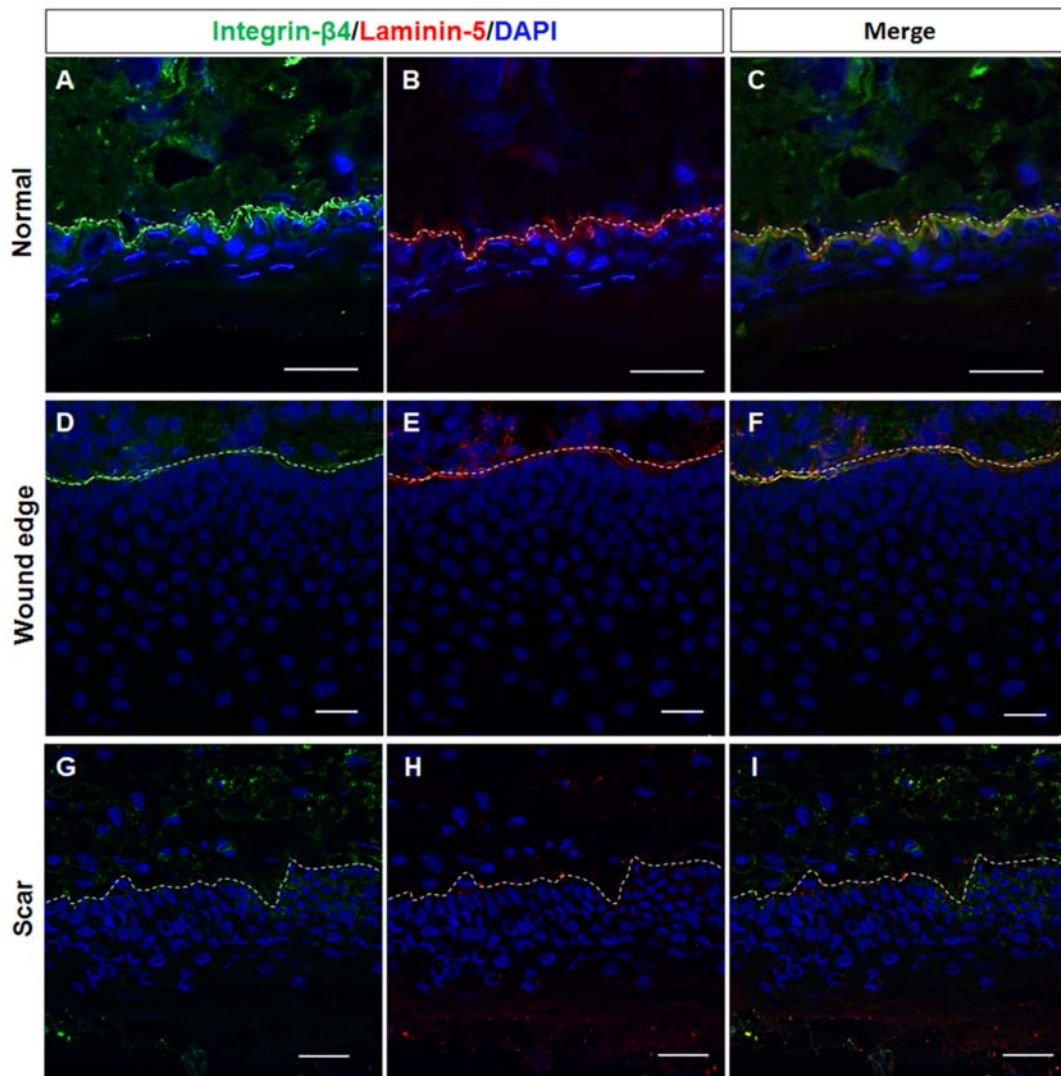 Integrin-β4/Laminin-5/DAPI
Merge
Normal
A
B
C
Wound edge
D
E
F
Scar
G
H
I